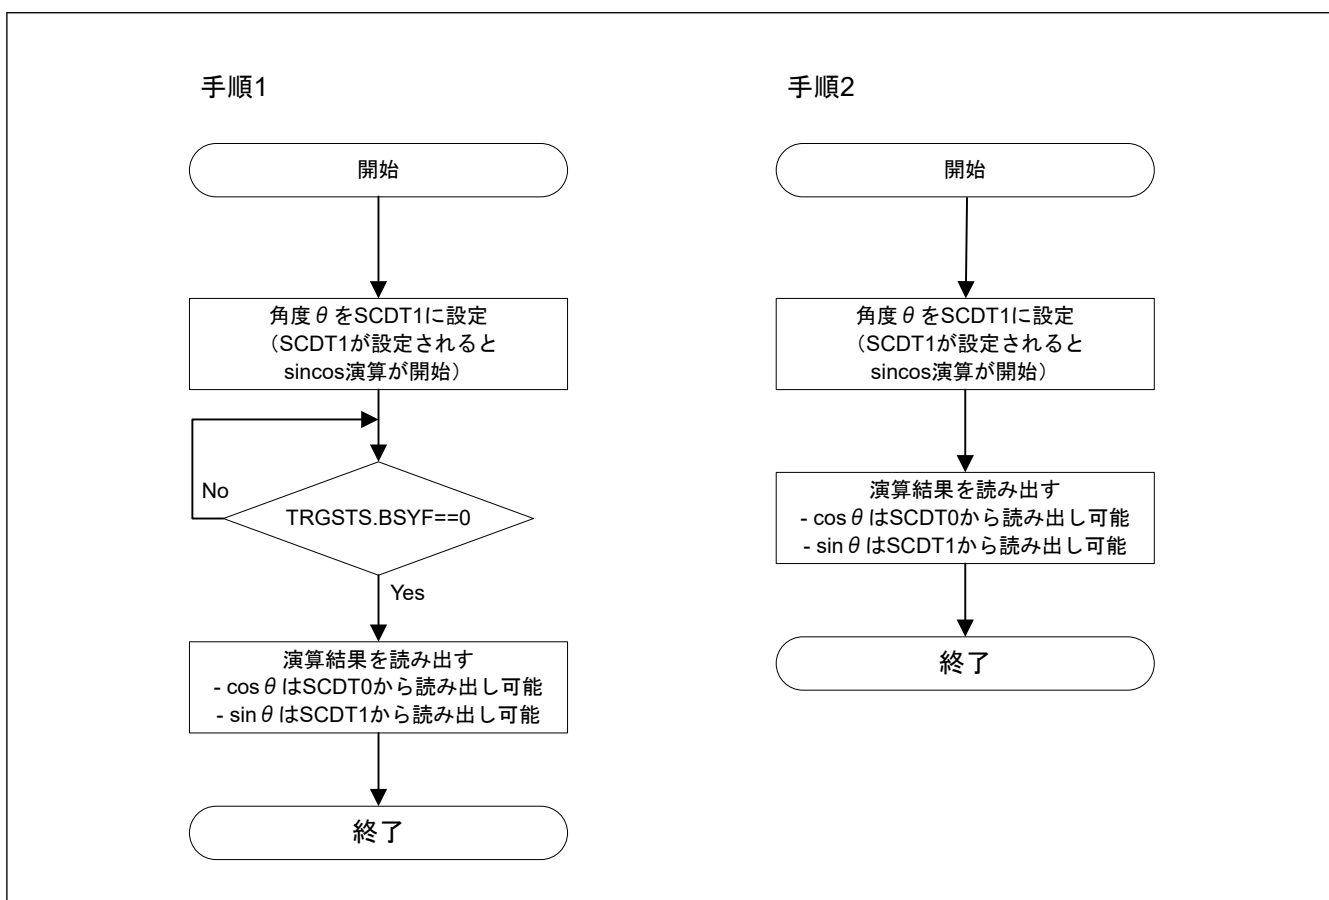 手順1
開始
角度θをSCDT1に設定
（SCDT1が設定されると
sincos演算が開始）
No
TRGSTS.BSYF==0
Yes
演算結果を読み出す
- cosθはSCDT0から読み出し可能
- sinθはSCDT1から読み出し可能
終了
手順2
開始
角度θをSCDT1に設定
（SCDT1が設定されると
sincos演算が開始）
演算結果を読み出す
- cosθはSCDT0から読み出し可能
- sinθはSCDT1から読み出し可能
終了